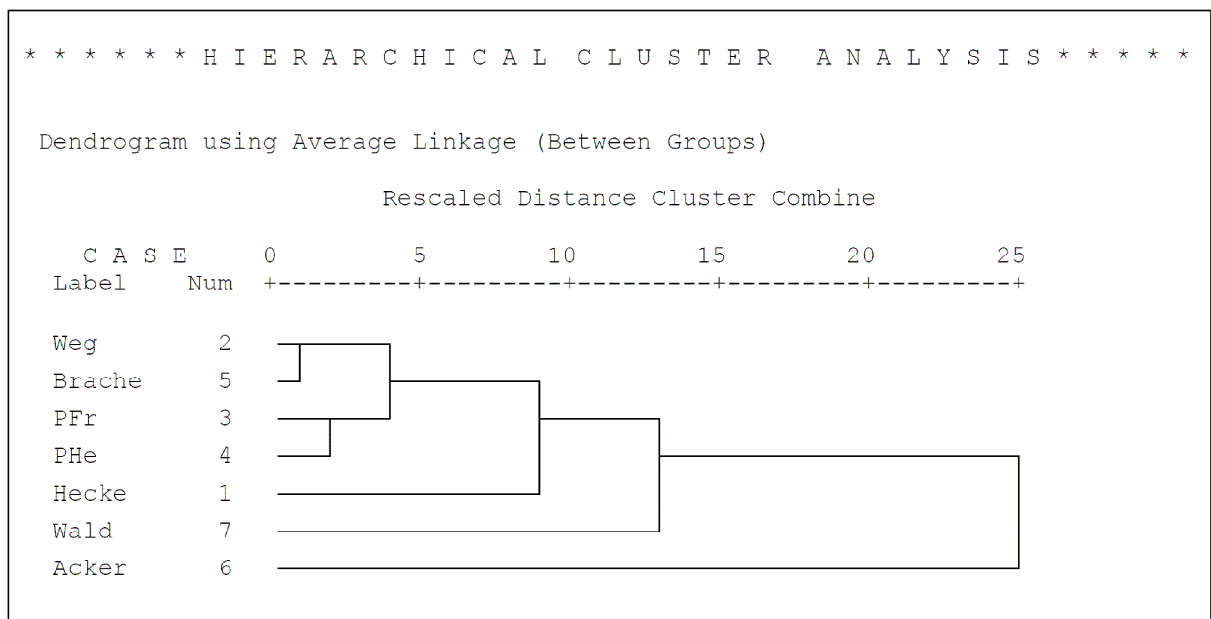 * * * * * * H I E R A R C H I C A L  C L U S T E R   A N A L Y S I S * * * * *
Dendrogram using Average Linkage (Between Groups)
Rescaled Distance Cluster Combine
C A S E 0 5 10 15 20 25
Label Num +---------+---------+---------+---------+---------+
Weg 2
Brache 5
PFr 3
PHe 4
Hecke 1
Wald 7
Acker 6